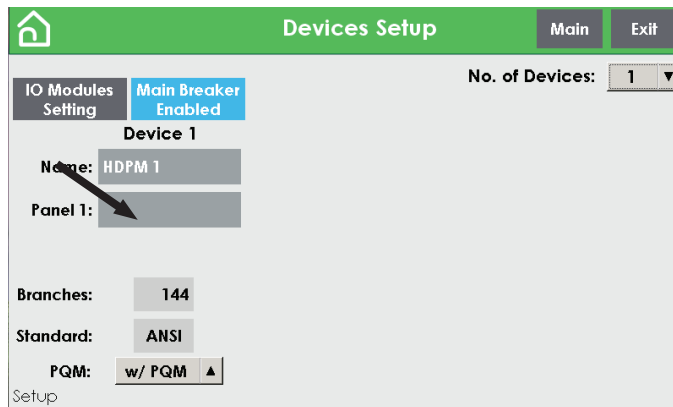 Devices Setup
Main
Exit
No. of Devices:
1
IO Modules
Setting
Main Breaker
Enabled
Device 1
Name:
HDPM 1
Panel 1:
Branches:
144
Standard:
ANSI
PQM:
w/ PQM
Setup